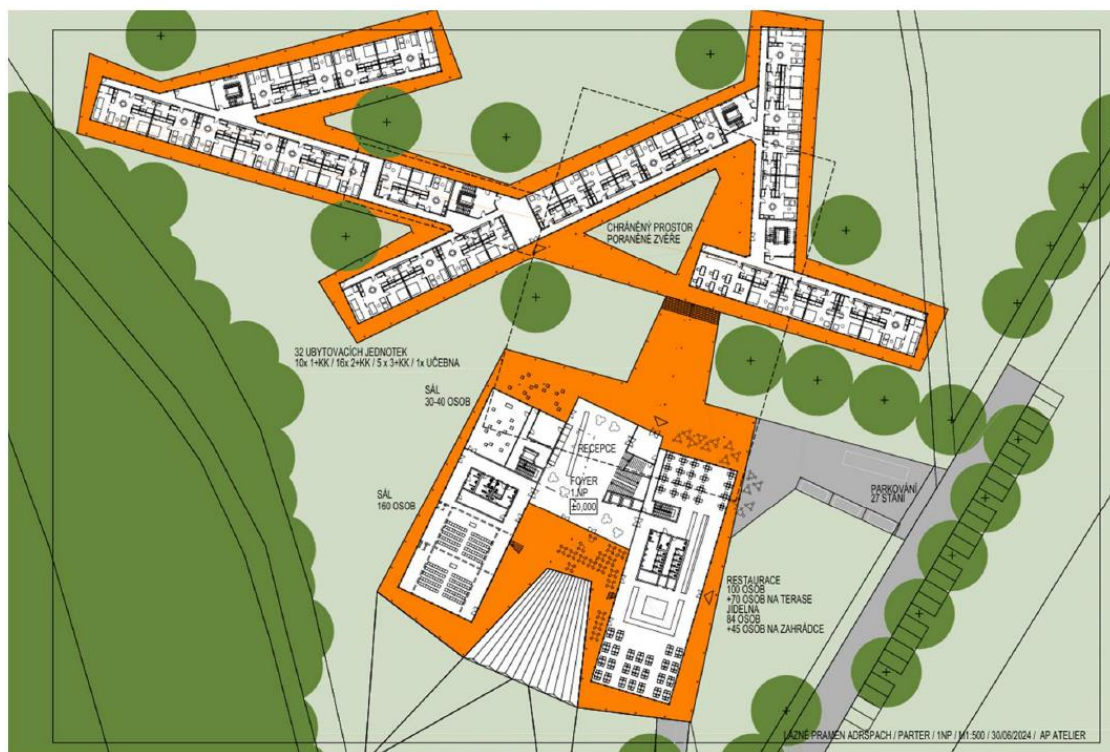 CHRÁNĚNÝ PROSTOR
PORANĚNÉ ZVĚŘE
32 UBYTOVACÍCH JEDNOTEK
10x 1+KK / 16x 2+KK / 5 x 3+KK / 1x UČEBNA
SÁL
30-40 OSOB
RECEPCE
FOYER
1.NP
±0,000
SÁL
160 OSOB
PARKOVÁNÍ
27 STÁNÍ
RESTAURACE
100 OSOB
+70 OSOB NA TERASE
JÍDELNA
84 OSOB
+45 OSOB NA ZAHRÁDCE
LÁZNĚ PRAMEN ADRŠPACH / PARTER / 1NP / M1:500 / 30/06/2024 / AP ATELIER